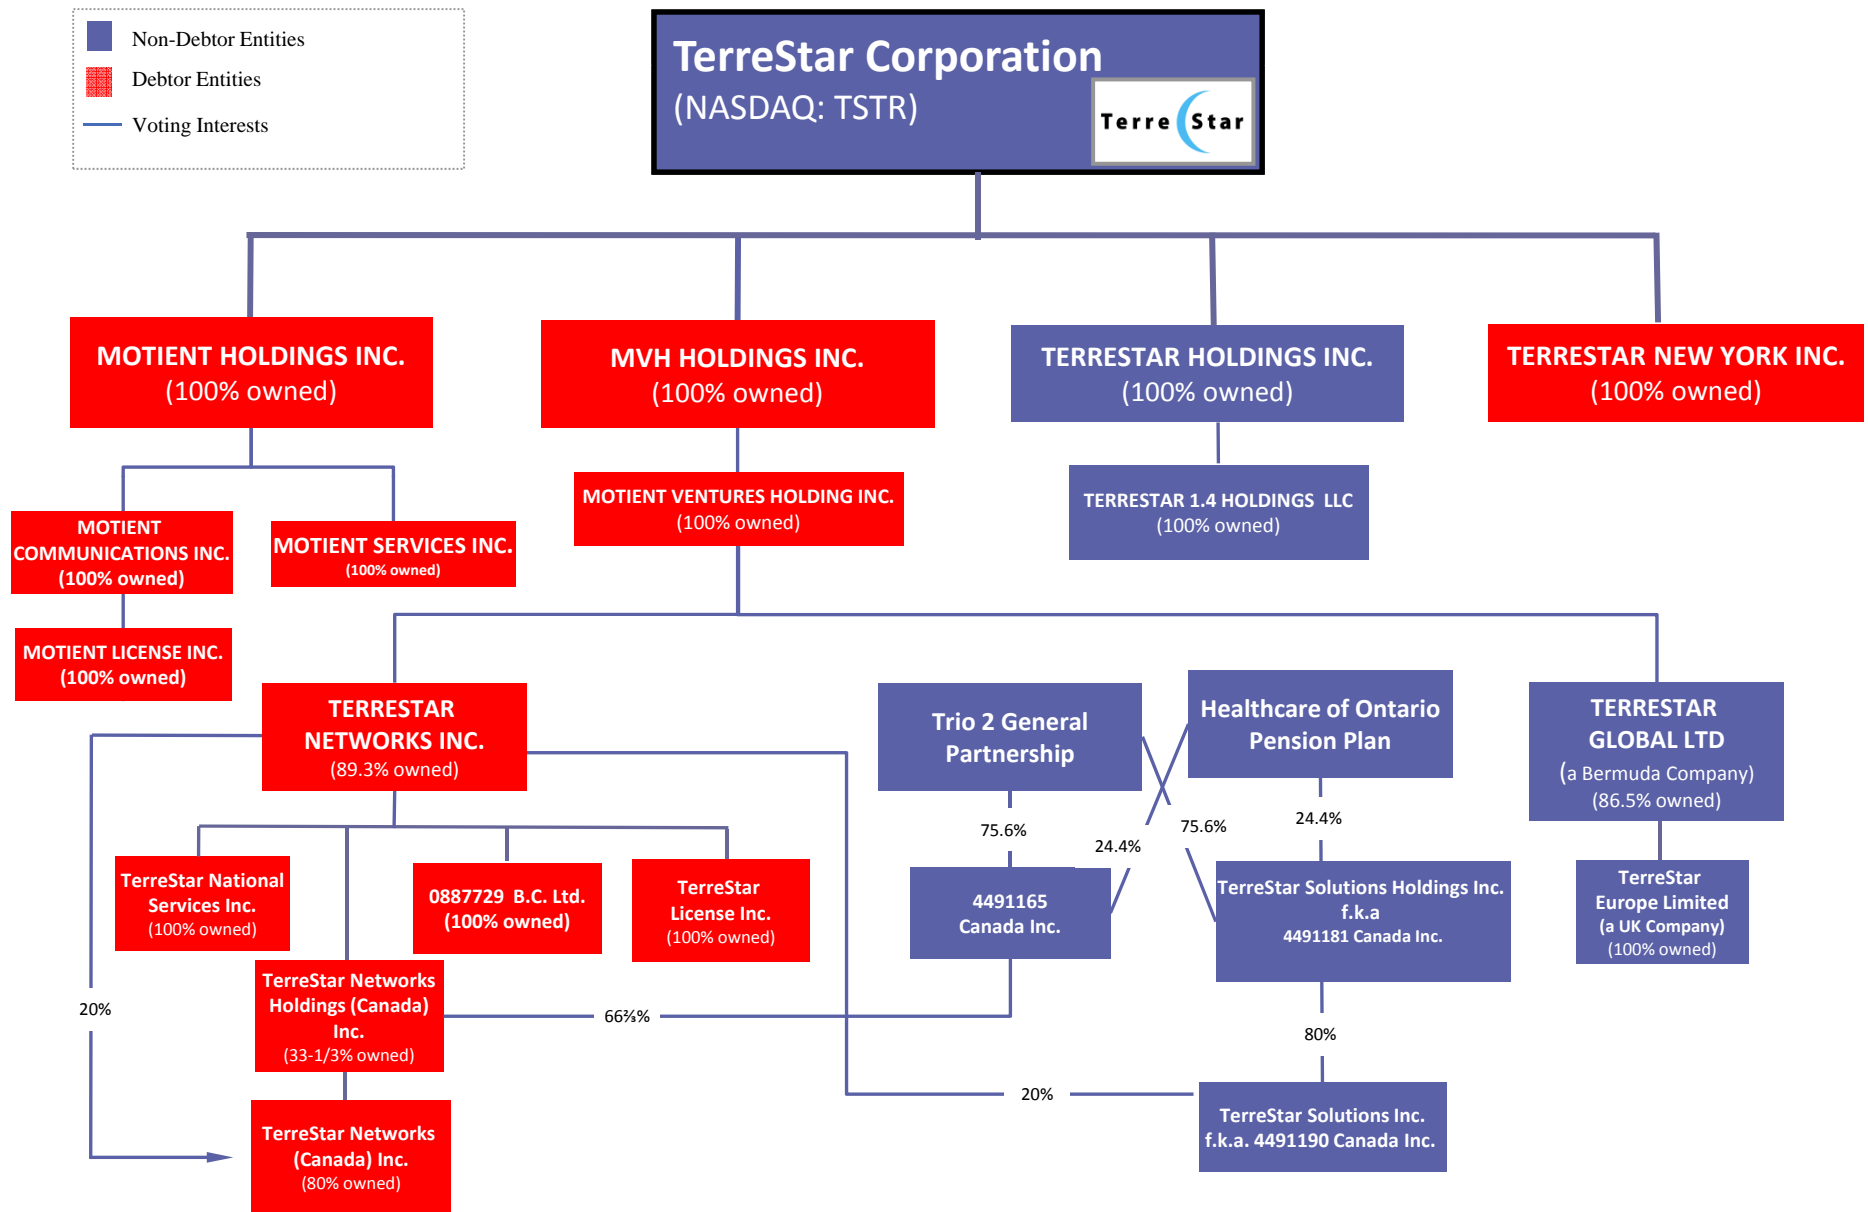 Non-Debtor Entities
Debtor Entities
Voting Interests
TerreStar Corporation
(NASDAQ: TSTR)
Terre Star
MOTIENT HOLDINGS INC.
(100% owned)
MVH HOLDINGS INC.
(100% owned)
TERRESTAR HOLDINGS INC.
(100% owned)
TERRESTAR NEW YORK INC.
(100% owned)
MOTIENT
COMMUNICATIONS INC.
(100% owned)
MOTIENT SERVICES INC.
(100% owned)
MOTIENT VENTURES HOLDING INC.
(100% owned)
TERRESTAR 1.4 HOLDINGS LLC
(100% owned)
MOTIENT LICENSE INC.
(100% owned)
TERRESTAR
NETWORKS INC.
(89.3% owned)
Trio 2 General
Partnership
Healthcare of Ontario
Pension Plan
TERRESTAR
GLOBAL LTD
(a Bermuda Company)
(86.5% owned)
75.6%
24.4%
75.6%
24.4%
TerreStar National
Services Inc.
(100% owned)
0887729 B.C. Ltd.
(100% owned)
TerreStar
License Inc.
(100% owned)
4491165
Canada Inc.
TerreStar Solutions Holdings Inc.
f.k.a
4491181 Canada Inc.
TerreStar
Europe Limited
(a UK Company)
(100% owned)
20%
TerreStar Networks
Holdings (Canada)
Inc.
(33-1/3% owned)
66⅔%
80%
20%
TerreStar Networks
(Canada) Inc.
(80% owned)
TerreStar Solutions Inc.
f.k.a. 4491190 Canada Inc.